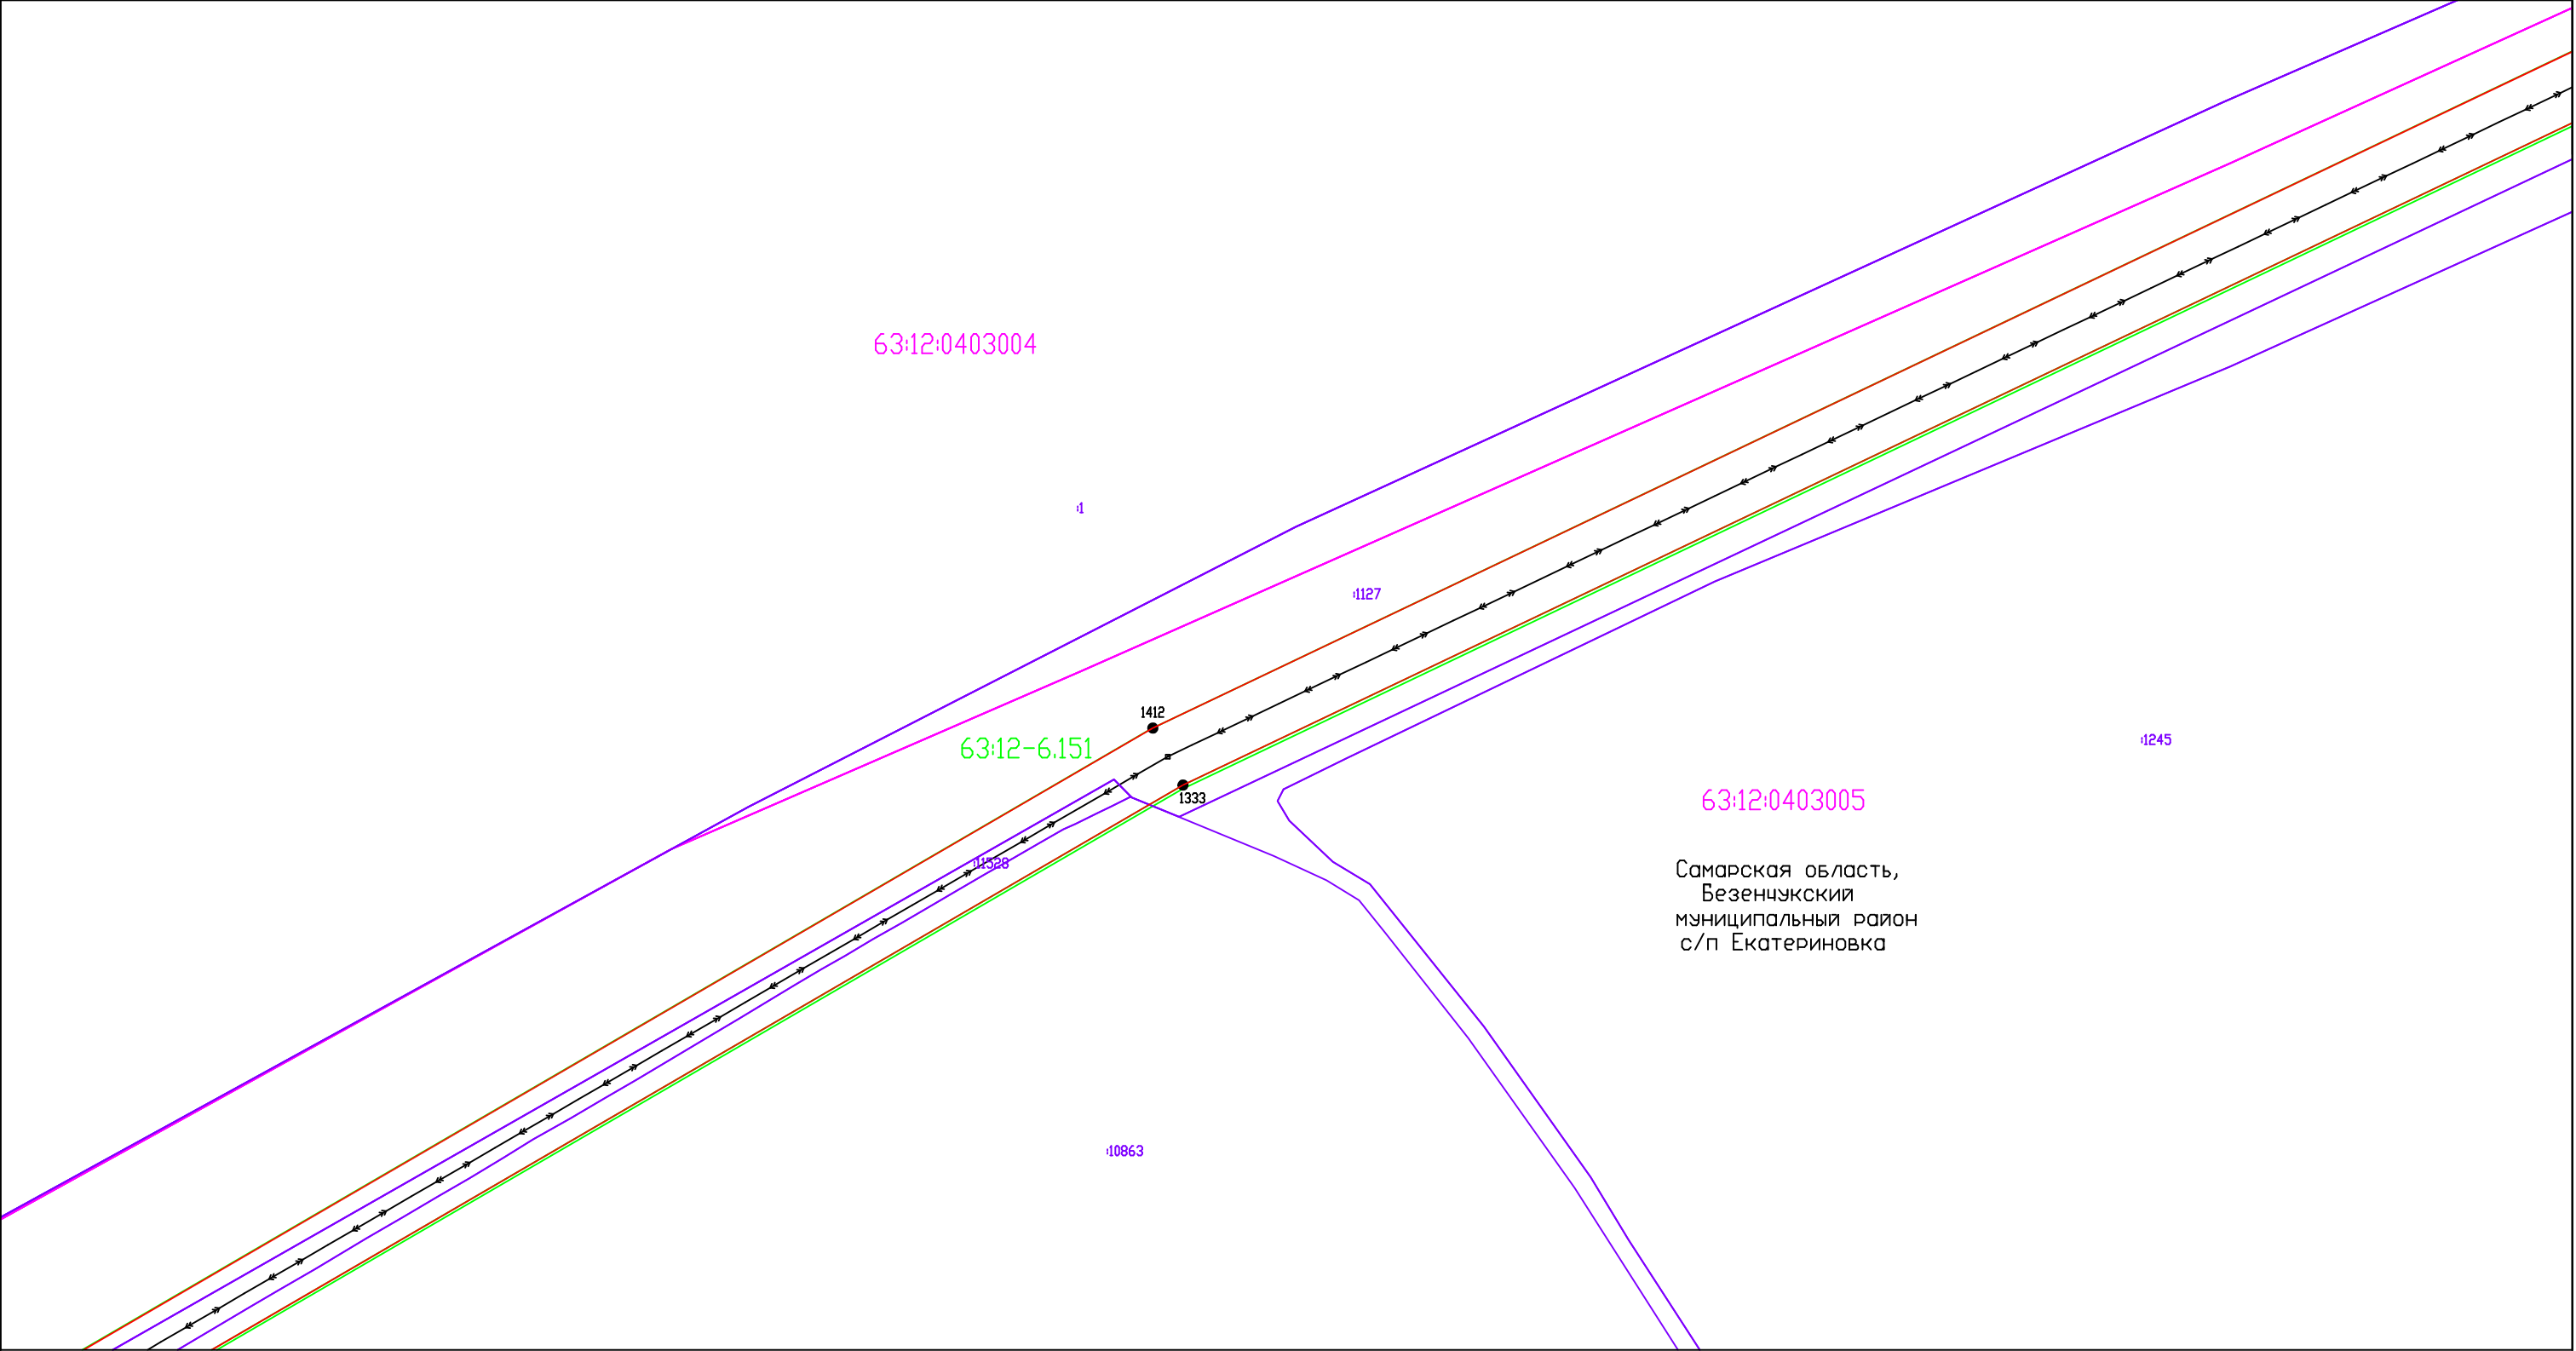 63:12:0403004
:1
:1127
1412
63:12-6.151
:1245
1333
63:12:0403005
:11528
Самарская область,
Безенчукский
муниципальный район
с/п Екатериновка
:10863